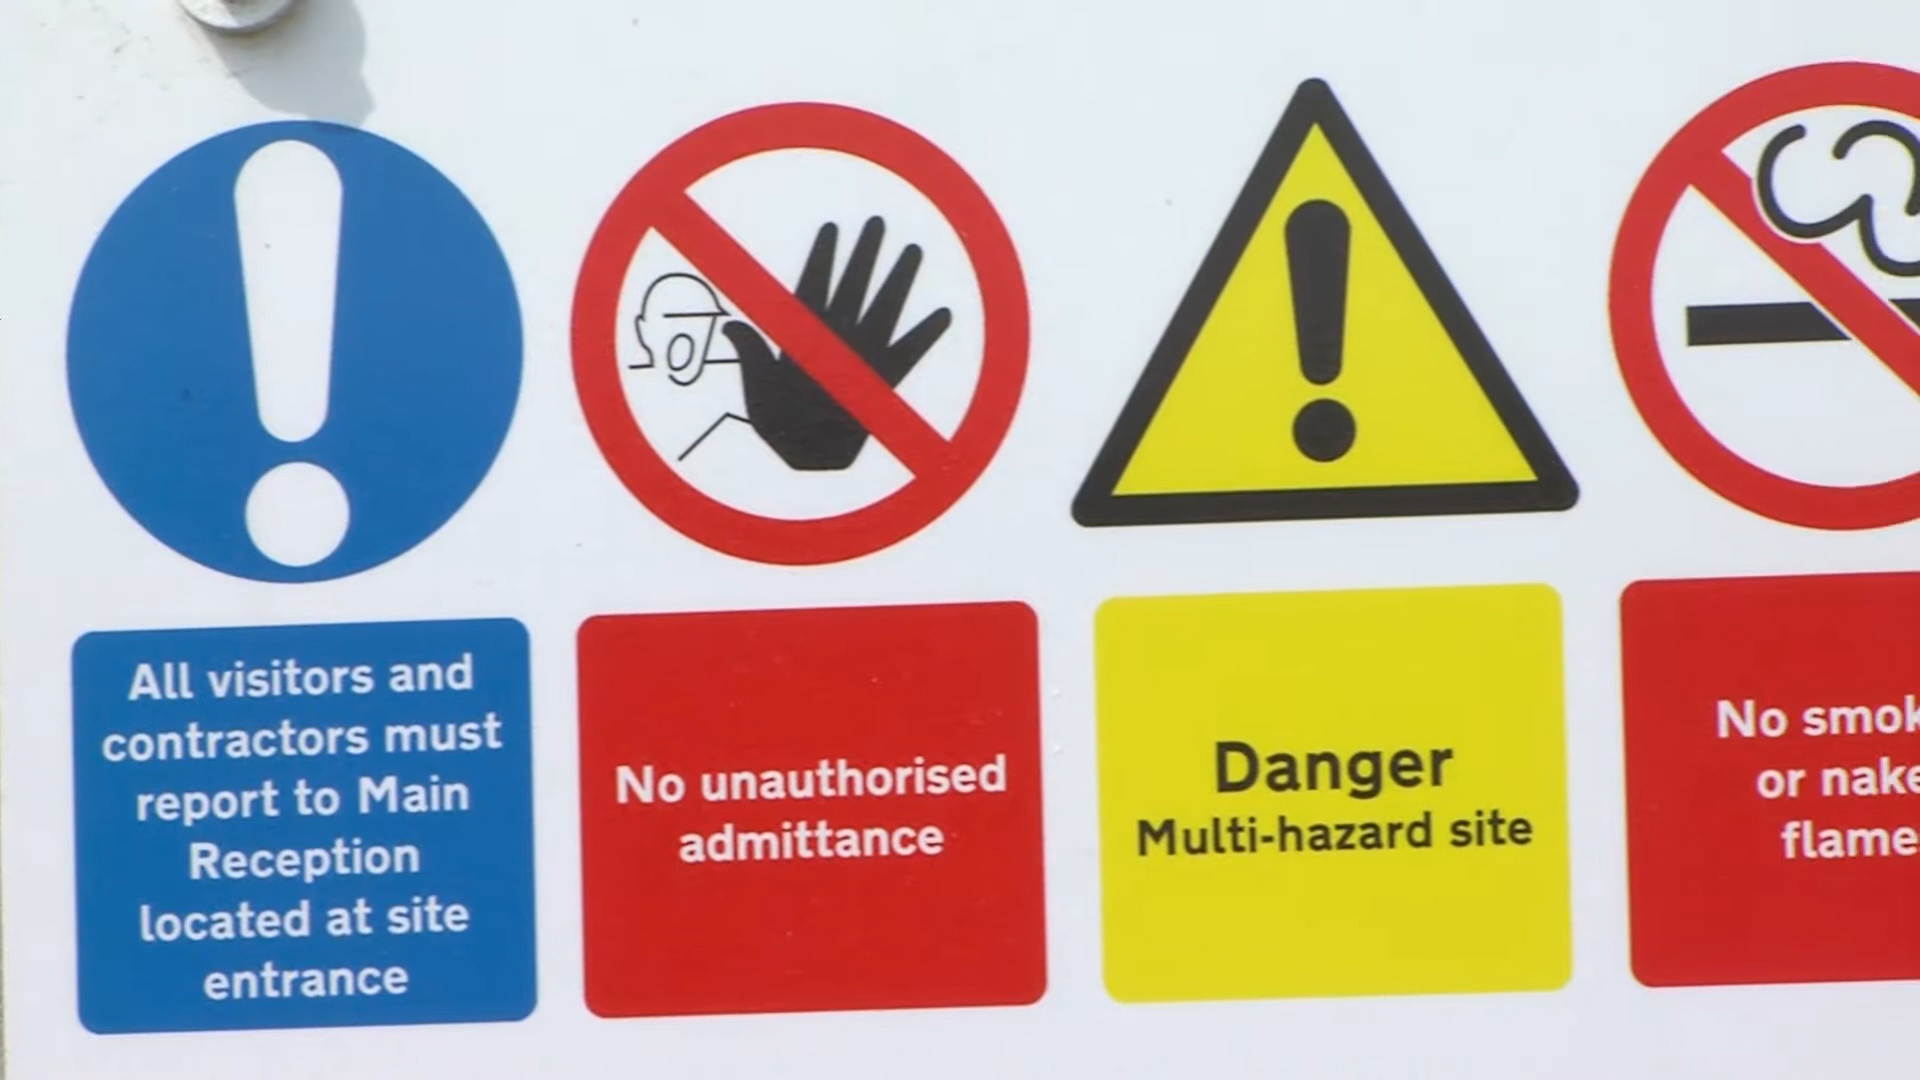 All visitors and
contractors must
report to Main
Reception
located at site
entrance
No unauthorised
admittance
Danger
Multi-hazard site
No smok
or nake
flame